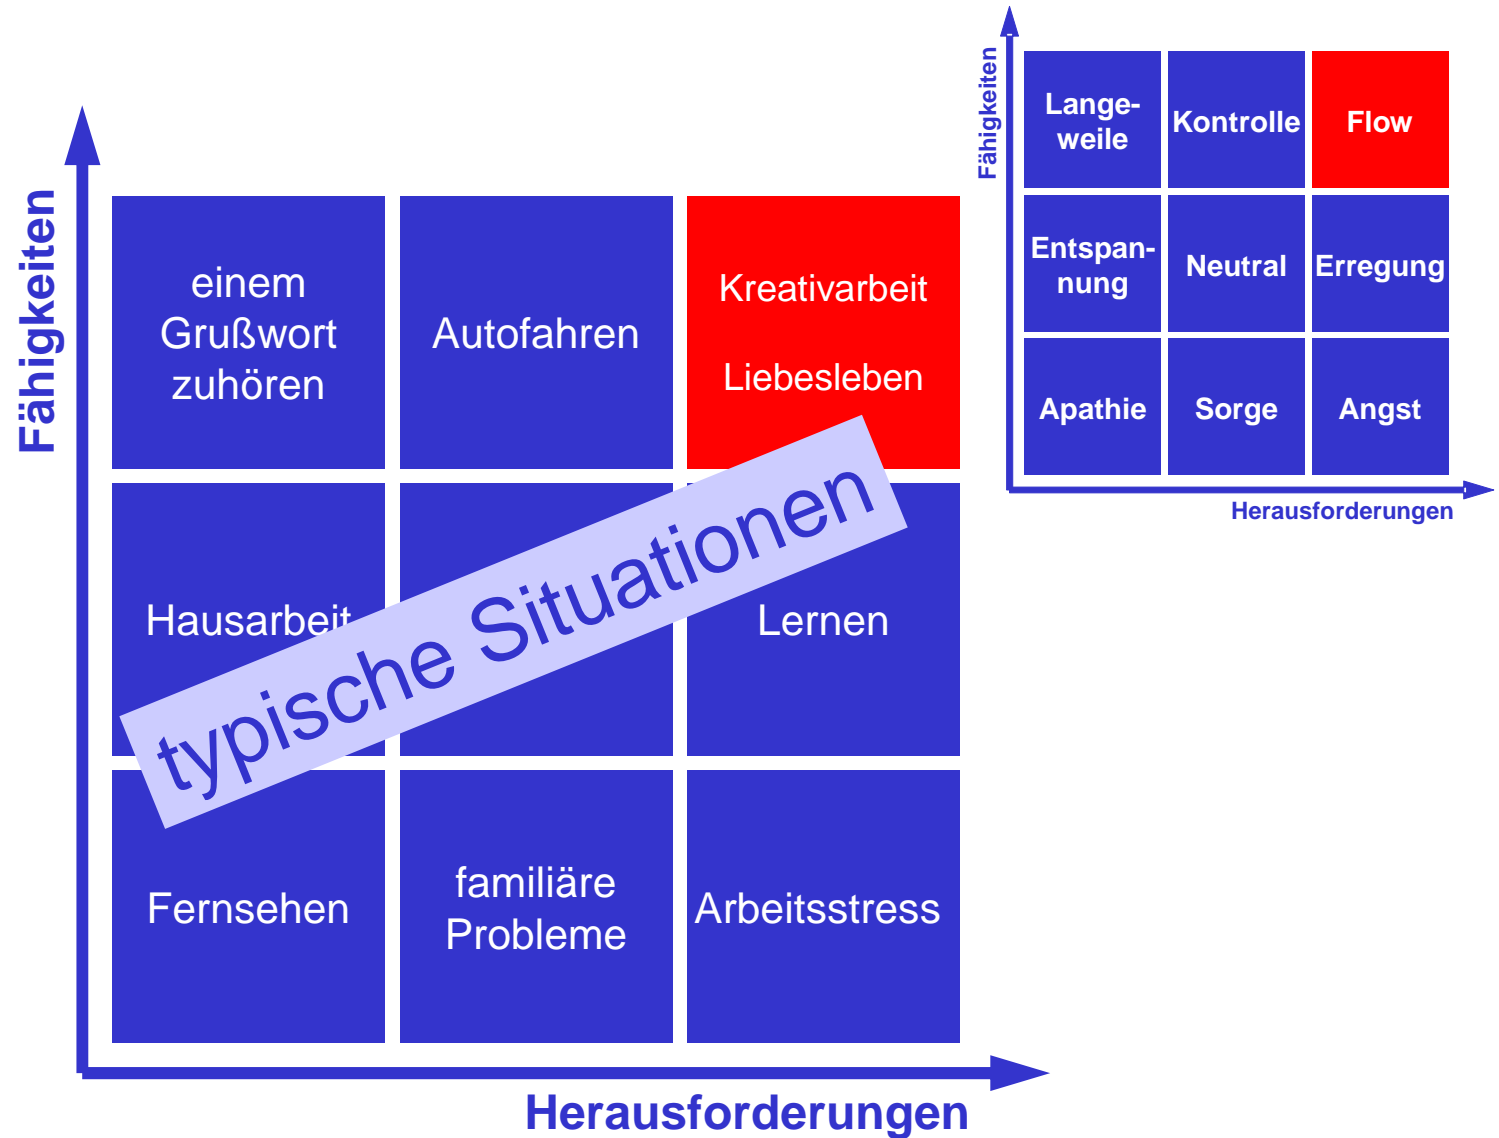 Fähigkeiten
einem
Grußwort
zuhören
Autofahren
Kreativarbeit
Liebesleben
Hausarbeit
typische Situationen
Lernen
Fernsehen
familiäre
Probleme
Arbeitsstress
Herausforderungen
Fähigkeiten
Lange-
weile
Kontrolle
Flow
Entspan-
nung
Neutral
Erregung
Apathie
Sorge
Angst
Herausforderungen